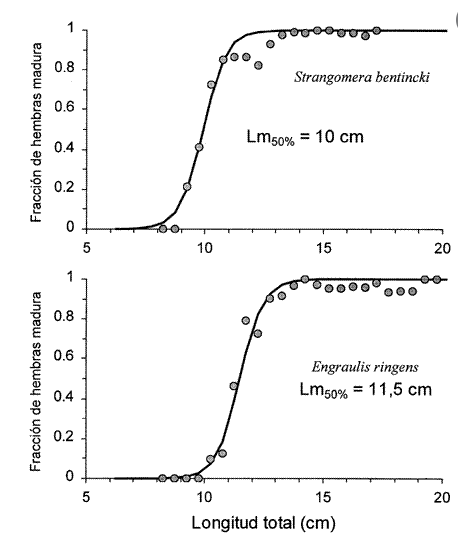 Fracción de hembras madura
1
0.8
0.6
0.4
0.2
0
Strangomera bentincki
Lm50% = 10 cm
5 10 15 20
Fracción de hembras madura
1
0.8
0.6
0.4
0.2
0
Engraulis ringens
Lm50% = 11,5 cm
5 10 15 20
Longitud total (cm)